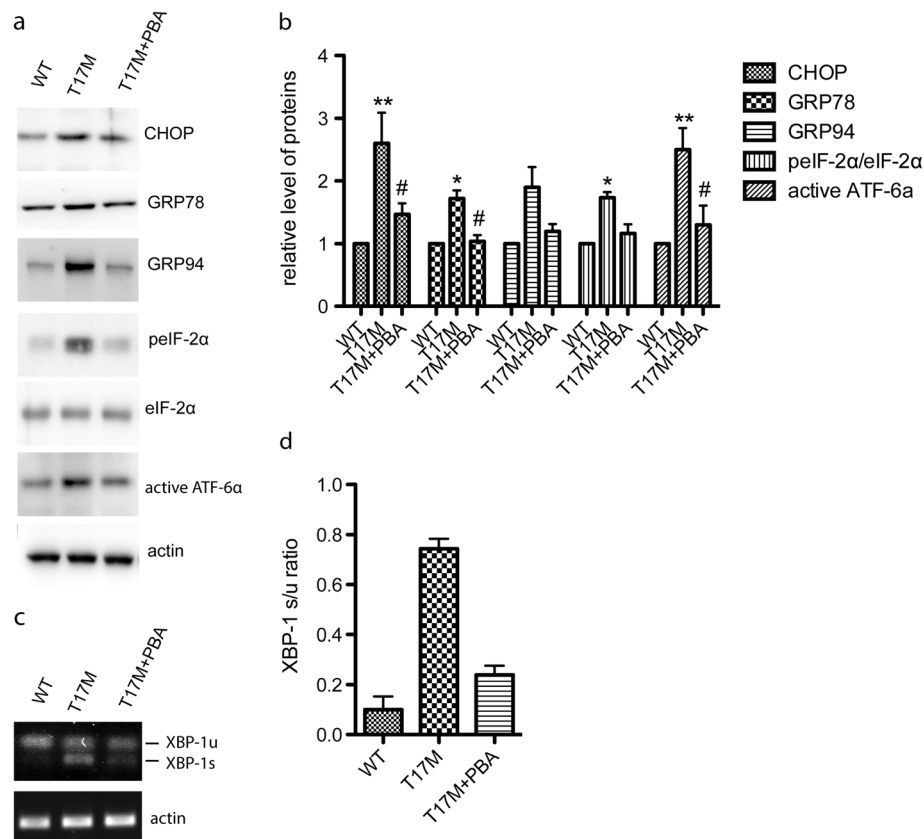 a
WT T17M T17M+PBA
CHOP
GRP78
GRP94
peIF-2α
eIF-2α
active ATF-6α
actin
b
relative level of proteins
4
3
2
1
0
** # * # * ** #
WT T17M T17M+PBA WT T17M T17M+PBA WT T17M T17M+PBA WT T17M T17M+PBA WT T17M T17M+PBA
CHOP
GRP78
GRP94
peIF-2α/eIF-2α
active ATF-6a
c
WT T17M T17M+PBA
XBP-1u
XBP-1s
actin
d
XBP-1 s/u ratio
1.0
0.8
0.6
0.4
0.2
0.0
WT T17M T17M+PBA